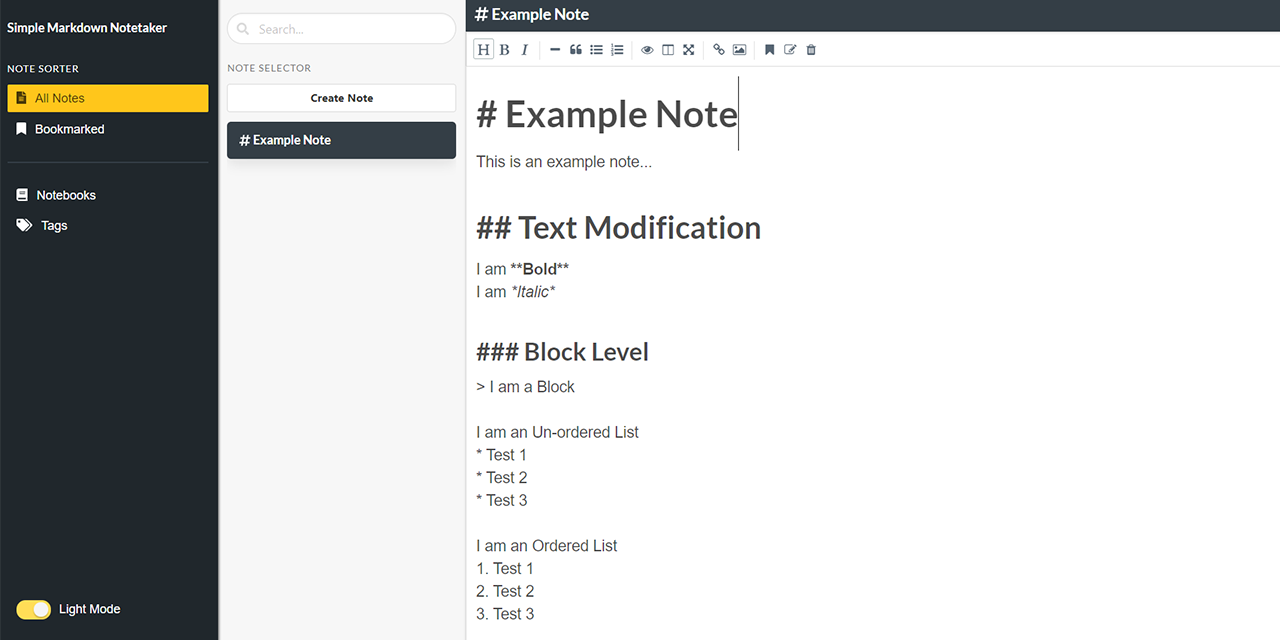 Simple Markdown Notetaker
NOTE SORTER
All Notes
Bookmarked
Notebooks
Tags
Light Mode
Search...
NOTE SELECTOR
Create Note
# Example Note
# Example Note
H B I
# Example Note
This is an example note...
## Text Modification
I am **Bold**
I am *Italic*
### Block Level
> I am a Block
I am an Un-ordered List
* Test 1
* Test 2
* Test 3
I am an Ordered List
1. Test 1
2. Test 2
3. Test 3